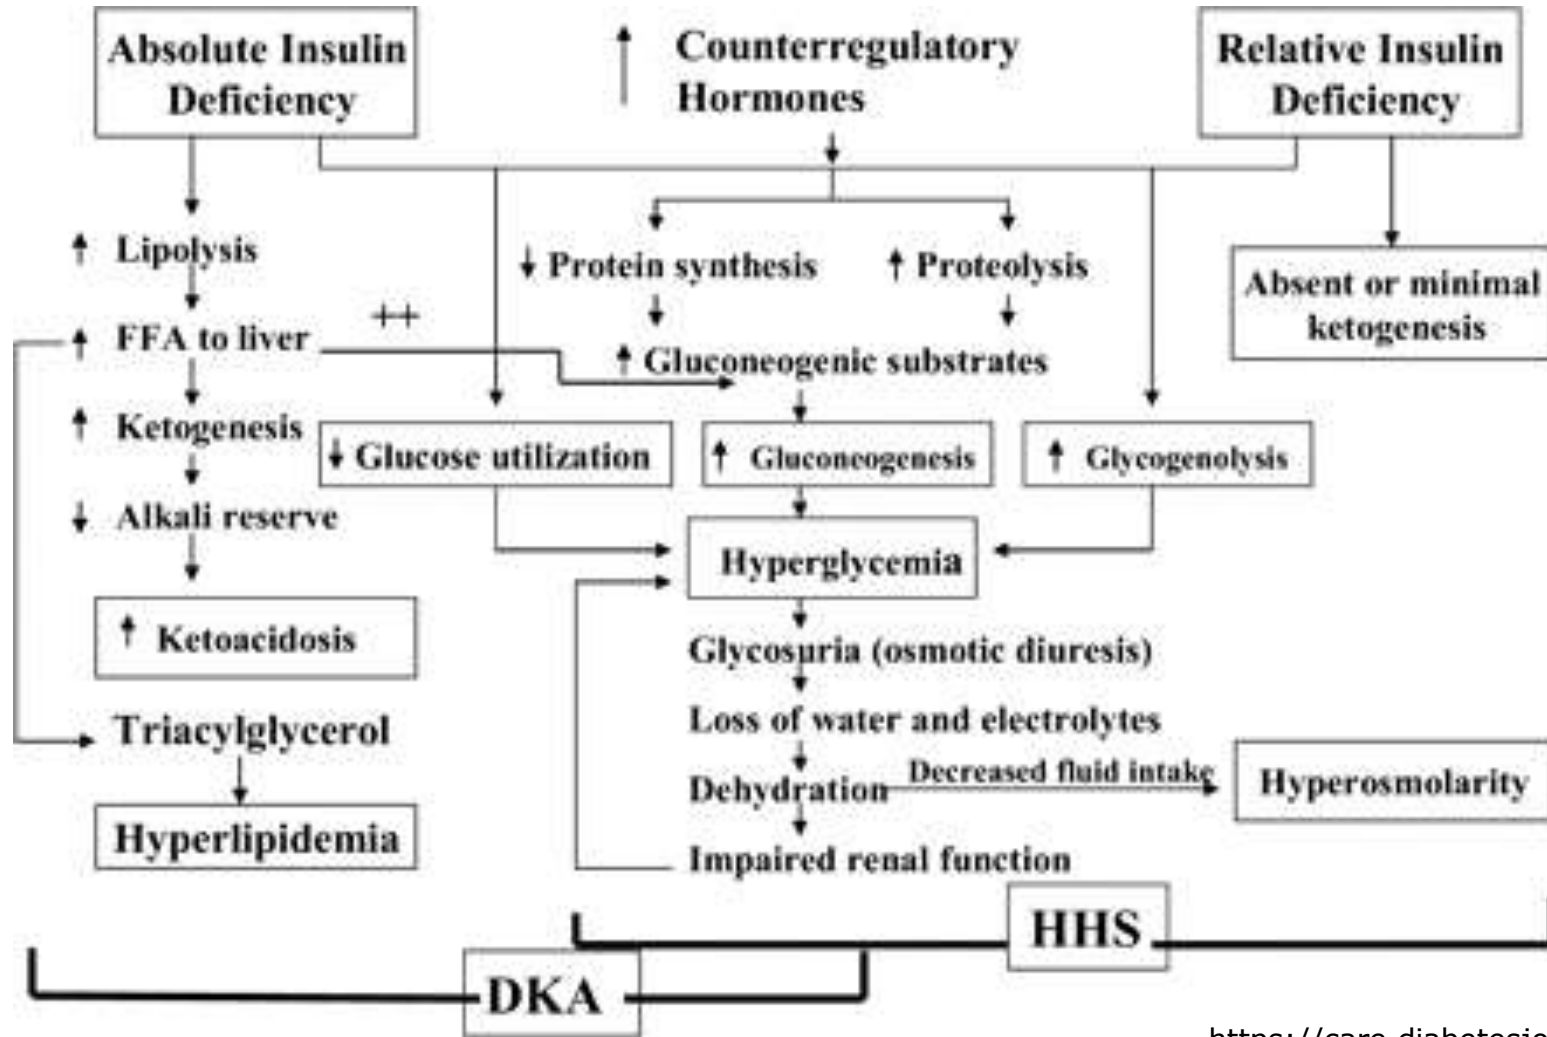 Absolute Insulin
Deficiency
↑ Counterregulatory
Hormones
Relative Insulin
Deficiency
↑ Lipolysis
↓ Protein synthesis
↑ Proteolysis
Absent or minimal
ketogenesis
↑ FFA to liver
++
↑ Gluconeogenic substrates
↑ Ketogenesis
↓ Glucose utilization
↑ Gluconeogenesis
↑ Glycogenolysis
↓ Alkali reserve
Hyperglycemia
↑ Ketoacidosis
Glycosuria (osmotic diuresis)
Triacylglycerol
Loss of water and electrolytes
Dehydration
Decreased fluid intake
Hyperosmolarity
Hyperlipidemia
Impaired renal function
HHS
DKA